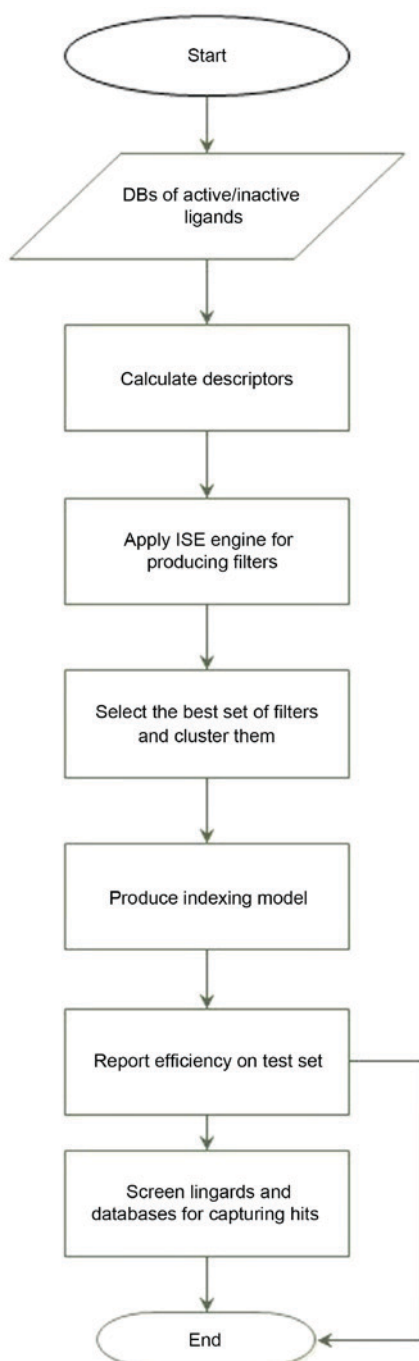 Start
DBs of active/inactive
ligands
Calculate descriptors
Apply ISE engine for
producing filters
Select the best set of filters
and cluster them
Produce indexing model
Report efficiency on test set
Screen lingards and
databases for capturing hits
End